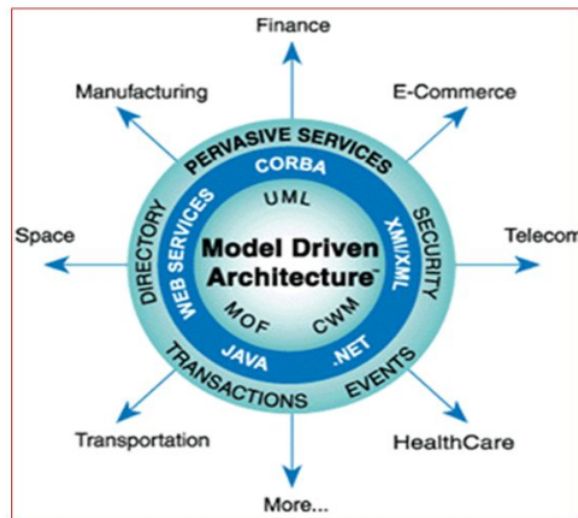 Finance
Manufacturing
E-Commerce
PERVASIVE SERVICES
CORBA
UML
DIRECTORY
WEB SERVICES
XMI/XML
SECURITY
Space
Model Driven
Architecture™
Telecom
MOF
CWM
JAVA
.NET
TRANSACTIONS
EVENTS
Transportation
HealthCare
More...